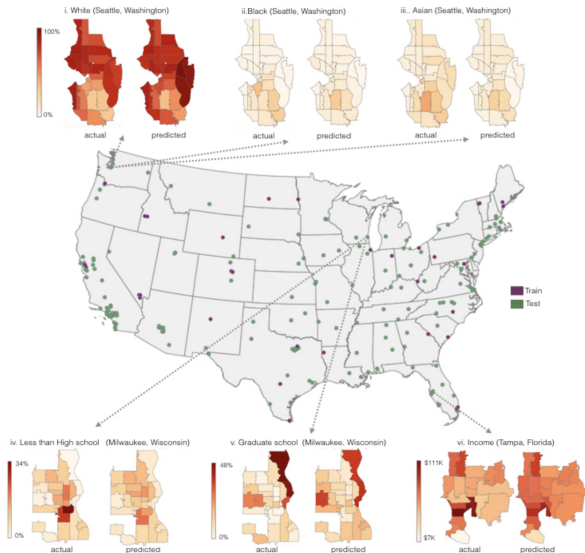 i. White (Seattle, Washington)
ii.Black (Seattle, Washington)
iii.. Asian (Seattle, Washington)
100%
0%
actual
predicted
actual
predicted
actual
predicted
Train
Test
iv. Less than High school (Milwaukee, Wisconsin)
v. Graduate school (Milwaukee, Wisconsin)
vi. Income (Tampa, Florida)
34%
0%
48%
0%
$111K
$7K
actual
predicted
actual
predicted
actual
predicted